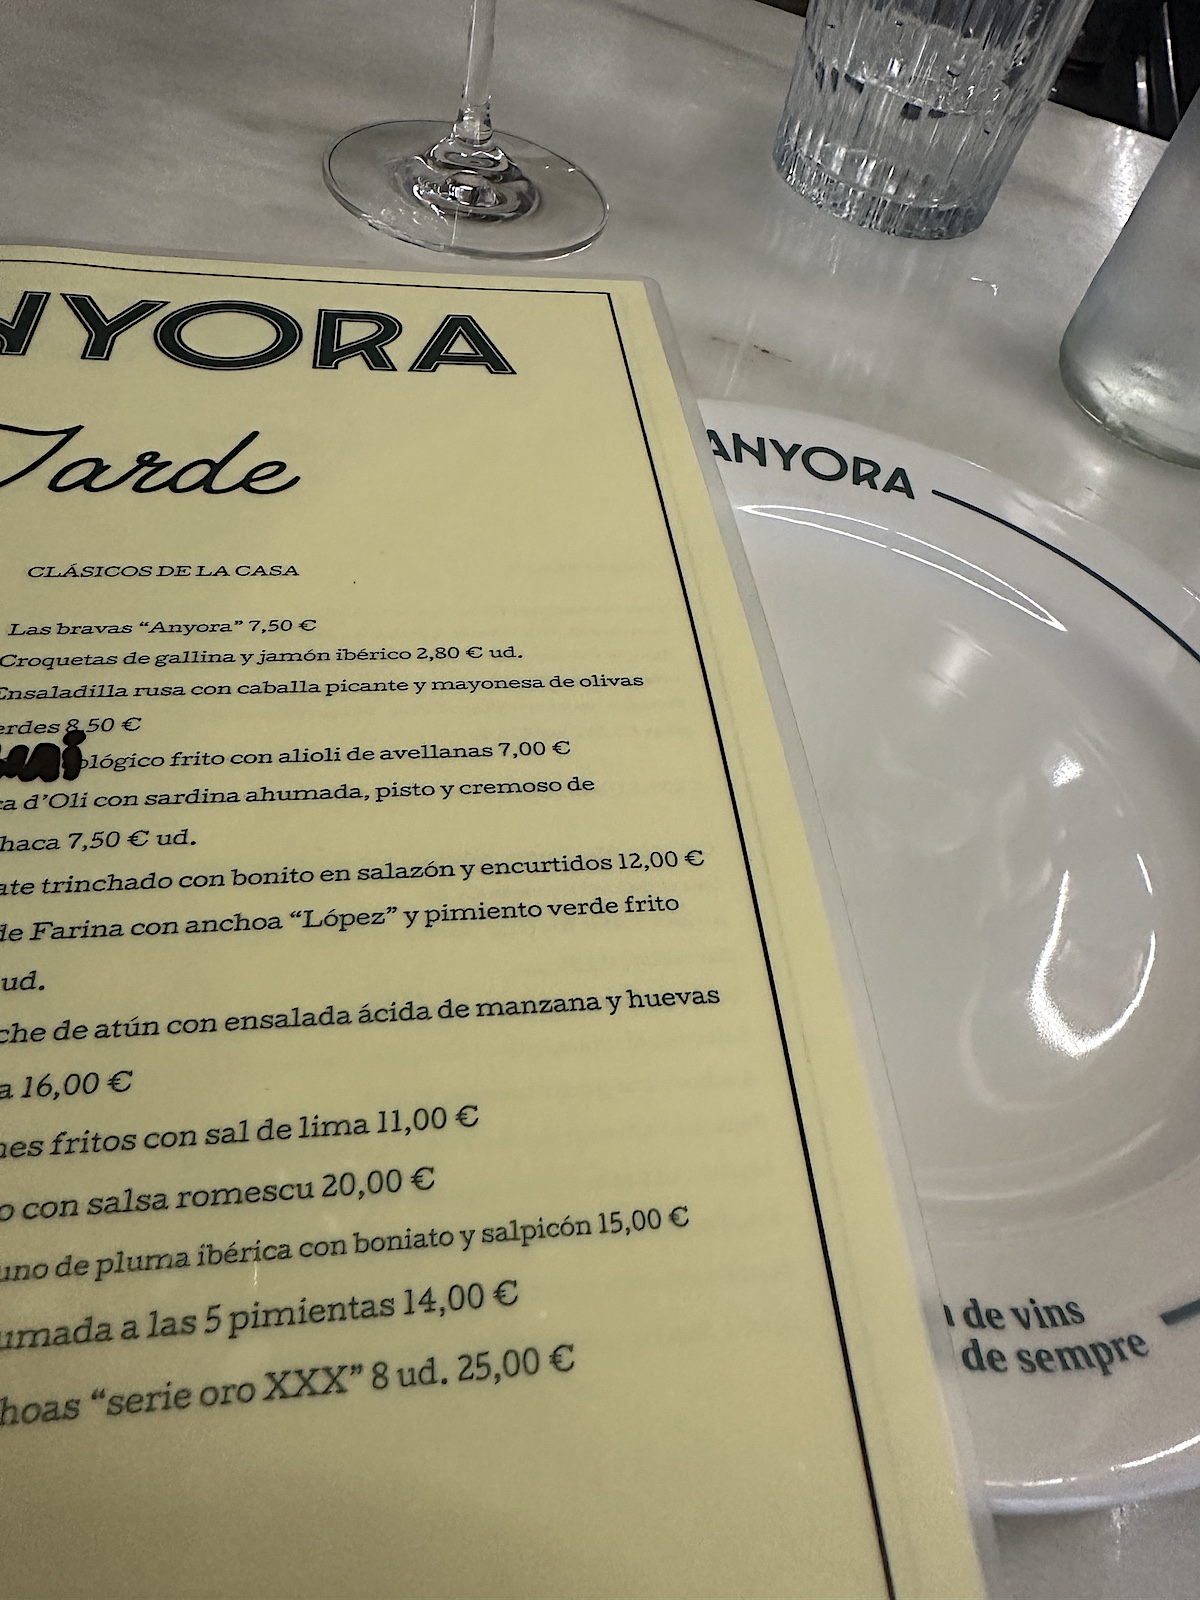 NYORA
Tarde
CLÁSICOS DE LA CASA
Las bravas “Anyora” 7,50 €
Croquetas de gallina y jamón ibérico 2,80 € ud.
Ensaladilla rusa con caballa picante y mayonesa de olivas
erdes 8,50 €
ológico frito con alioli de avellanas 7,00 €
ca d’Oli con sardina ahumada, pisto y cremoso de
haca 7,50 € ud.
ate trinchado con bonito en salazón y encurtidos 12,00 €
de Farina con anchoa “López” y pimiento verde frito
ud.
che de atún con ensalada ácida de manzana y huevas
a 16,00 €
nes fritos con sal de lima 11,00 €
o con salsa romescu 20,00 €
uno de pluma ibérica con boniato y salpicón 15,00 €
umada a las 5 pimientas 14,00 €
hoas “serie oro XXX” 8 ud. 25,00 €
ANYORA
de vins
de sempre